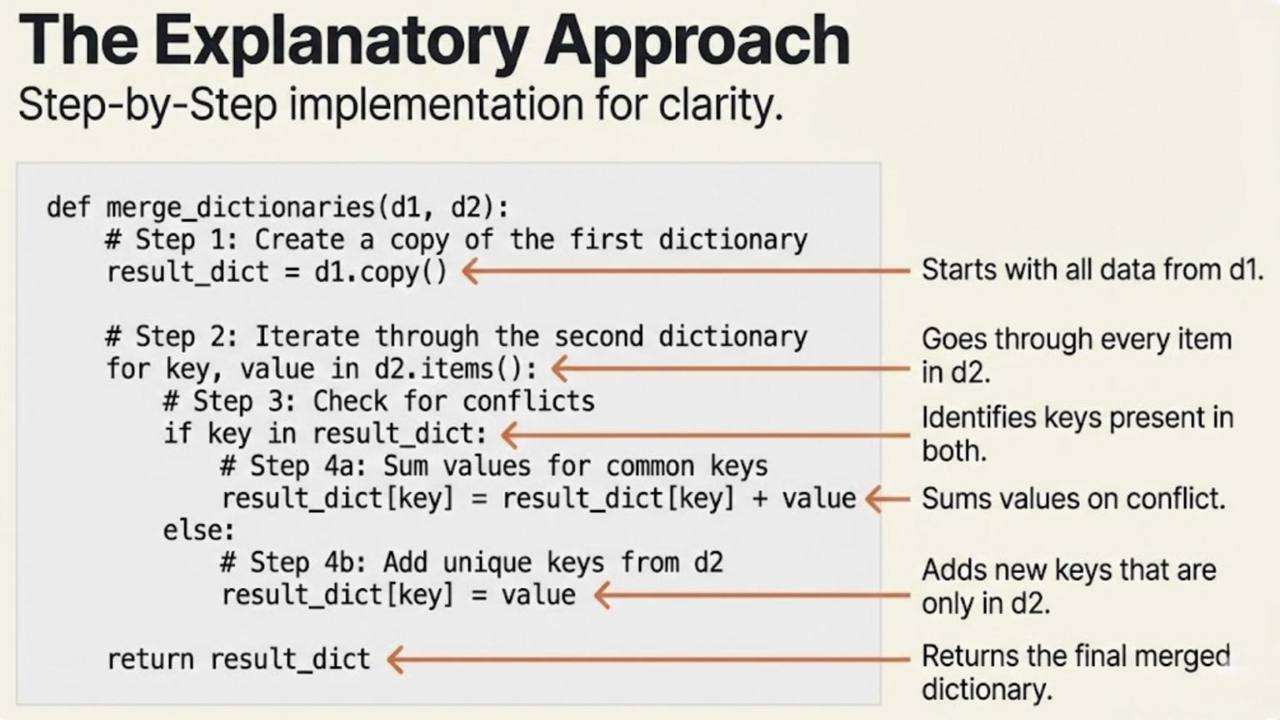 The Explanatory Approach
Step-by-Step implementation for clarity.
def merge_dictionaries(d1, d2):
    # Step 1: Create a copy of the first dictionary
    result_dict = d1.copy()
    # Step 2: Iterate through the second dictionary
    for key, value in d2.items():
        # Step 3: Check for conflicts
        if key in result_dict:
            # Step 4a: Sum values for common keys
            result_dict[key] = result_dict[key] + value
        else:
            # Step 4b: Add unique keys from d2
            result_dict[key] = value
    return result_dict
Starts with all data from d1.
Goes through every item
in d2.
Identifies keys present in
both.
Sums values on conflict.
Adds new keys that are
only in d2.
Returns the final merged
dictionary.